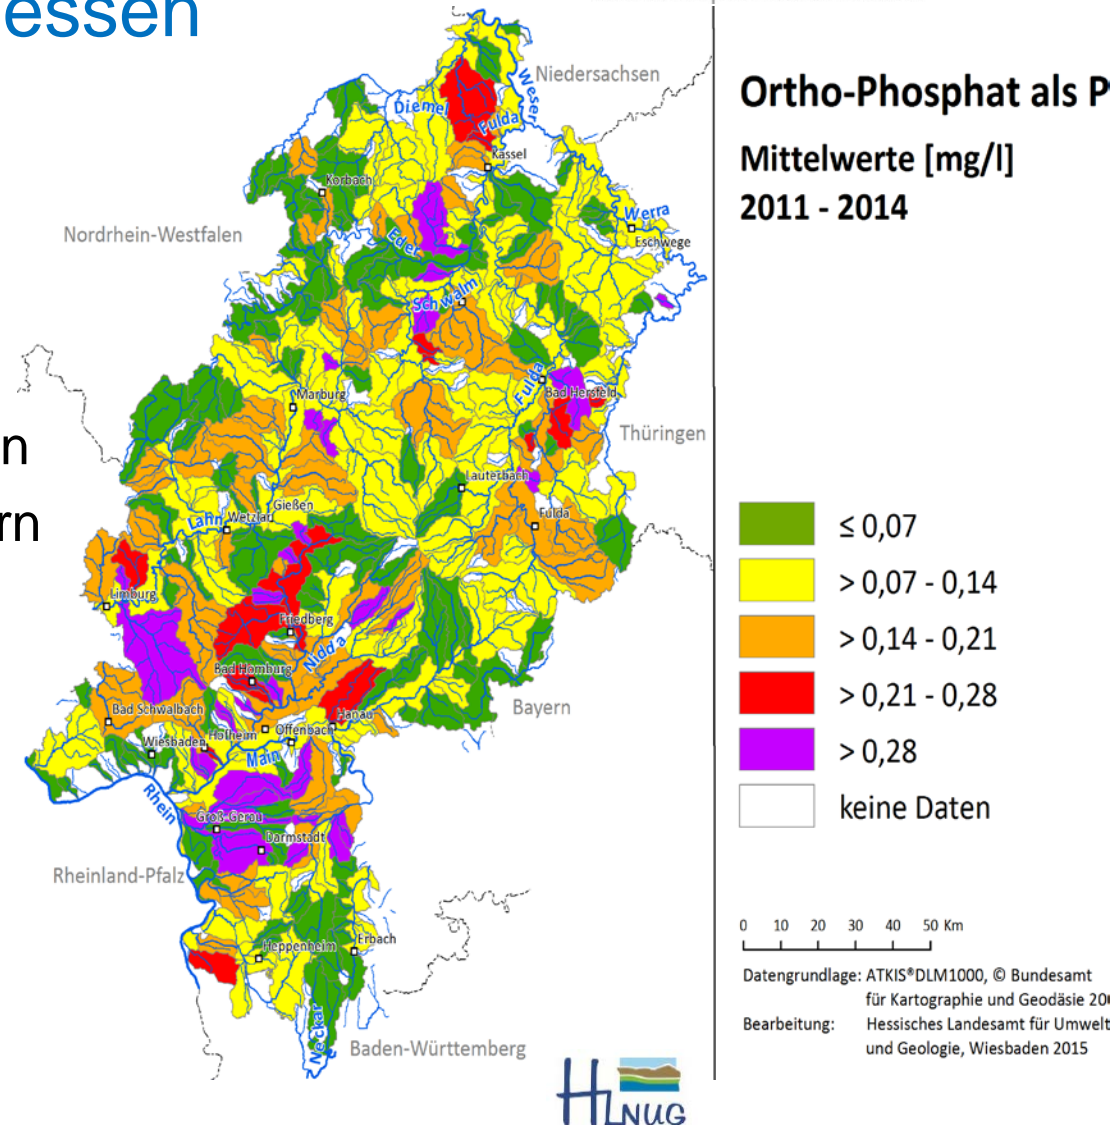 essen
n
rn
Ortho-Phosphat als P
Mittelwerte [mg/l]
2011 - 2014
≤ 0,07
> 0,07 - 0,14
> 0,14 - 0,21
> 0,21 - 0,28
> 0,28
keine Daten
0 10 20 30 40 50 Km
Datengrundlage: ATKIS®DLM1000, © Bundesamt
für Kartographie und Geodäsie 20
Bearbeitung: Hessisches Landesamt für Umwelt
und Geologie, Wiesbaden 2015
Niedersachsen
Weser
Diemel
Fulda
Kassel
Korbach
Werra
Nordrhein-Westfalen
Eder
Eschwege
Schwalm
Fulda
Bad Hersfeld
Marburg
Thüringen
Lauterbach
Gießen
Lahn
Wetzlar
Fulda
Limburg
Friedberg
Nidda
Bad Homburg
Bayern
Bad Schwalbach
Hanau
Hofheim
Offenbach
Wiesbaden
Main
Rhein
Groß-Gerau
Darmstadt
Rheinland-Pfalz
Heppenheim
Erbach
Neckar
Baden-Württemberg
HLNUG